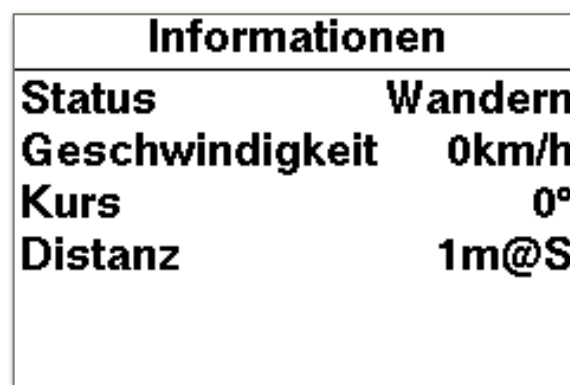 Informationen
Status Wandern
Geschwindigkeit 0km/h
Kurs 0°
Distanz 1m@S